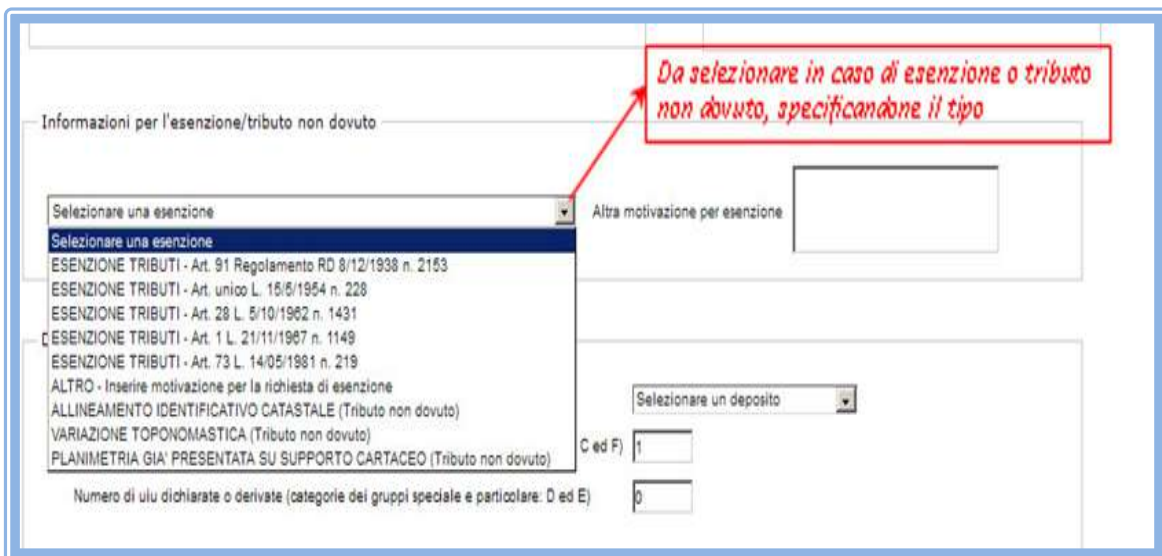 Da selezionare in caso di esenzione o tributo
non dovuto, specificandone il tipo
Informazioni per l'esenzione/tributo non dovuto
Selezionare una esenzione
Altra motivazione per esenzione
Selezionare una esenzione
ESENZIONE TRIBUTI - Art. 91 Regolamento RD 8/12/1938 n. 2153
ESENZIONE TRIBUTI - Art. unico L. 15/5/1954 n. 228
ESENZIONE TRIBUTI - Art. 28 L. 5/10/1962 n. 1431
ESENZIONE TRIBUTI - Art. 1 L. 21/11/1967 n. 1149
ESENZIONE TRIBUTI - Art. 73 L. 14/05/1981 n. 219
ALTRO - Inserire motivazione per la richiesta di esenzione
Selezionare un deposito
ALLINEAMENTO IDENTIFICATIVO CATASTALE (Tributo non dovuto)
VARIAZIONE TOPONOMASTICA (Tributo non dovuto)
C ed F) 1
PLANIMETRIA GIA' PRESENTATA SU SUPPORTO CARTACEO (Tributo non dovuto)
Numero di uiu dichiarate o derivate (categorie dei gruppi speciale e particolare: D ed E) 0